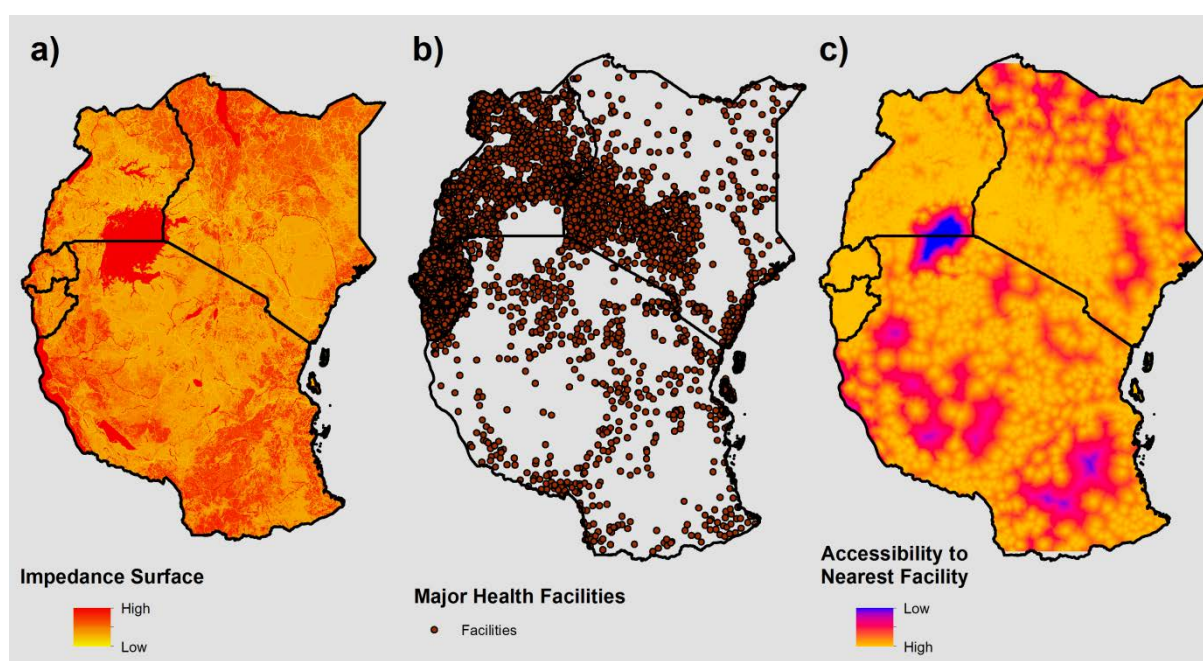 a)
b)
c)
Impedance Surface
High
Low
Major Health Facilities
Facilities
Accessibility to
Nearest Facility
Low
High